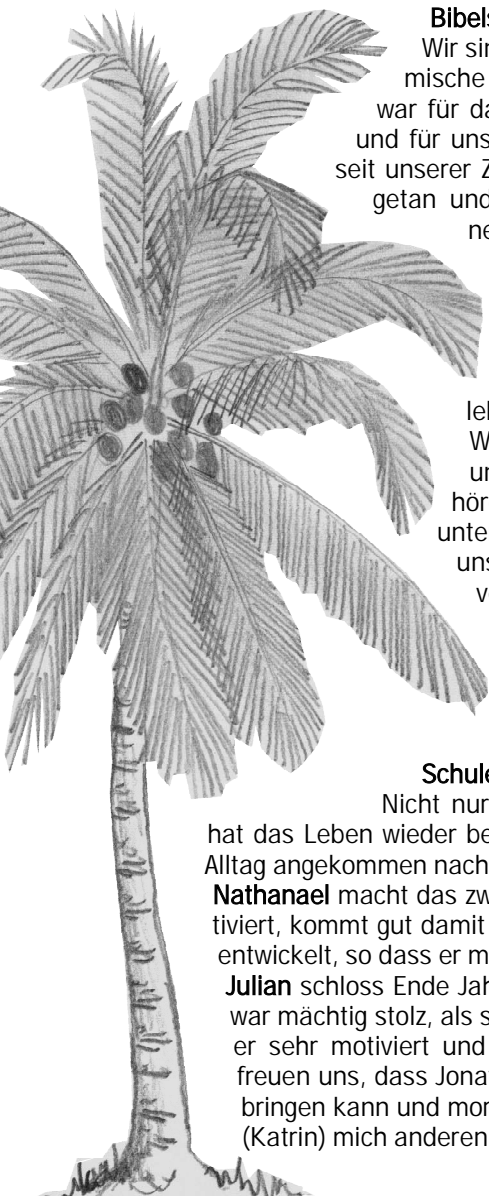 Bibels
Wir sin
mische
war für da
und für uns
seit unserer Z
getan und
ne
leb
W
un
hör
unte
uns
v
Schule
Nicht nur
hat das Leben wieder be
Alltag angekommen nach
Nathanael macht das zw
tiviert, kommt gut damit
entwickelt, so dass er m
Julian schloss Ende Jah
war mächtig stolz, als s
er sehr motiviert und
freuen uns, dass Jona
bringen kann und mor
(Katrin) mich anderen